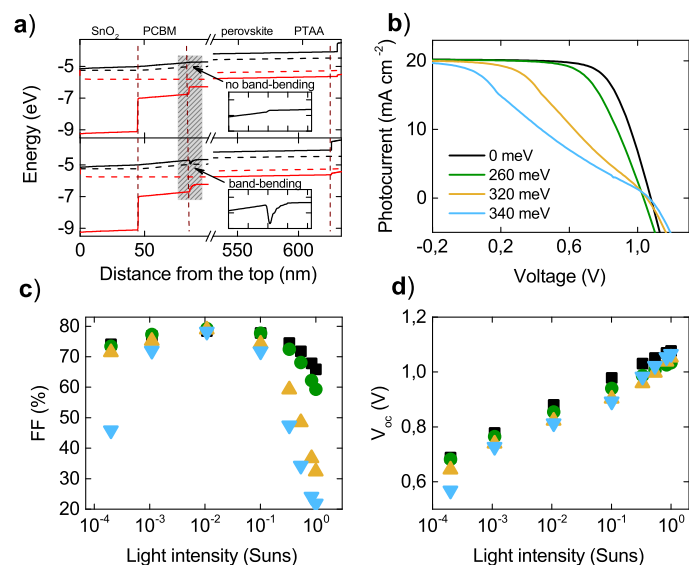 a)
SnO2 PCBM perovskite PTAA
Energy (eV)
-5
-7
-9
-5
-7
-9
no band-bending
band-bending
0 50 100 550 600
Distance from the top (nm)
b)
Photocurrent (mA cm-2)
20
10
0
0 meV
260 meV
320 meV
340 meV
-0,2 0,2 0,6 1,0
Voltage (V)
c)
FF (%)
80
70
60
50
40
30
20
10-4 10-3 10-2 10-1 100
Light intensity (Suns)
d)
Voc (V)
1,2
1,0
0,8
0,6
10-4 10-3 10-2 10-1 100
Light intensity (Suns)